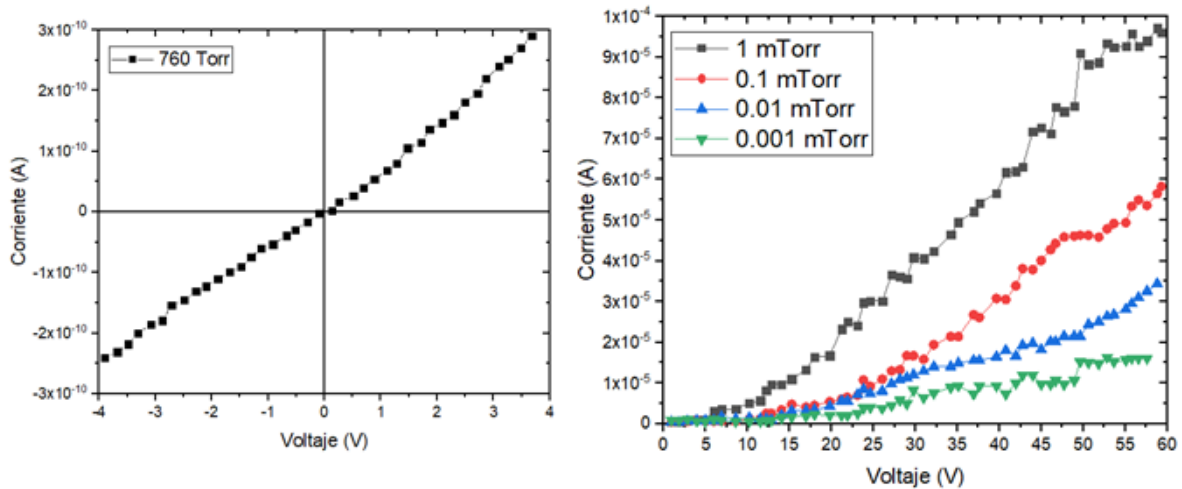 760 Torr
3x10⁻¹⁰
2x10⁻¹⁰
1x10⁻¹⁰
0
-1x10⁻¹⁰
-2x10⁻¹⁰
-3x10⁻¹⁰
Corriente (A)
-4 -3 -2 -1 0 1 2 3 4
Voltaje (V)
1 mTorr
0.1 mTorr
0.01 mTorr
0.001 mTorr
1x10⁻⁴
9x10⁻⁵
8x10⁻⁵
7x10⁻⁵
6x10⁻⁵
5x10⁻⁵
4x10⁻⁵
3x10⁻⁵
2x10⁻⁵
1x10⁻⁵
0
Corriente (A)
0 5 10 15 20 25 30 35 40 45 50 55 60
Voltaje (V)